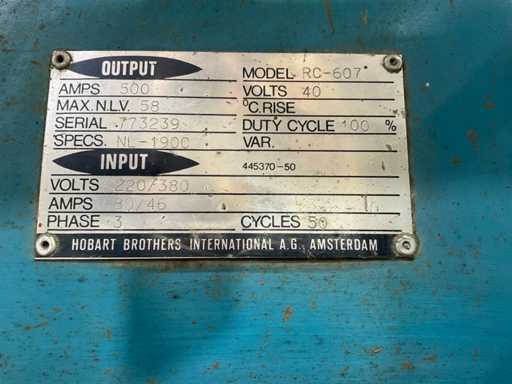 OUTPUT MODEL RC-607
AMPS 500 VOLTS 40
MAX. N.L.V. 58 °C.RISE
SERIAL 773239 DUTY CYCLE 100 %
SPECS. NL-1900 VAR.
INPUT 445370-50
VOLTS 220/380
AMPS 80/46
PHASE 3 CYCLES 50
HOBART BROTHERS INTERNATIONAL A.G., AMSTERDAM